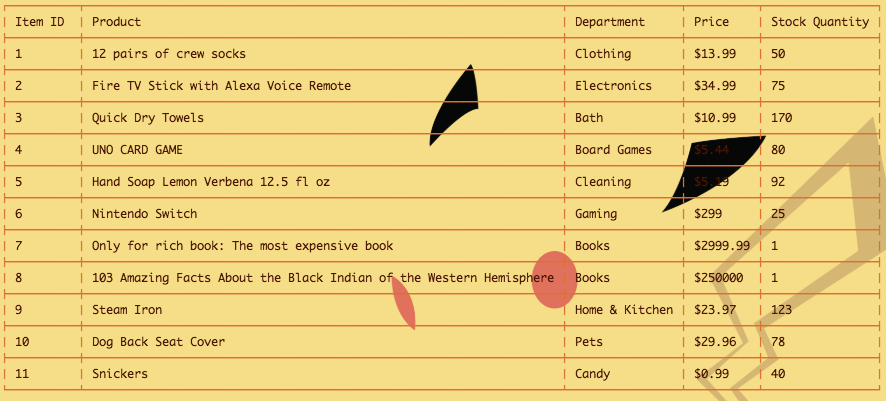 Item ID Product Department Price Stock Quantity
1 12 pairs of crew socks Clothing $13.99 50
2 Fire TV Stick with Alexa Voice Remote Electronics $34.99 75
3 Quick Dry Towels Bath $10.99 170
4 UNO CARD GAME Board Games $5.44 80
5 Hand Soap Lemon Verbena 12.5 fl oz Cleaning $5.19 92
6 Nintendo Switch Gaming $299 25
7 Only for rich book: The most expensive book Books $2999.99 1
8 103 Amazing Facts About the Black Indian of the Western Hemisphere Books $250000 1
9 Steam Iron Home & Kitchen $23.97 123
10 Dog Back Seat Cover Pets $29.96 78
11 Snickers Candy $0.99 40